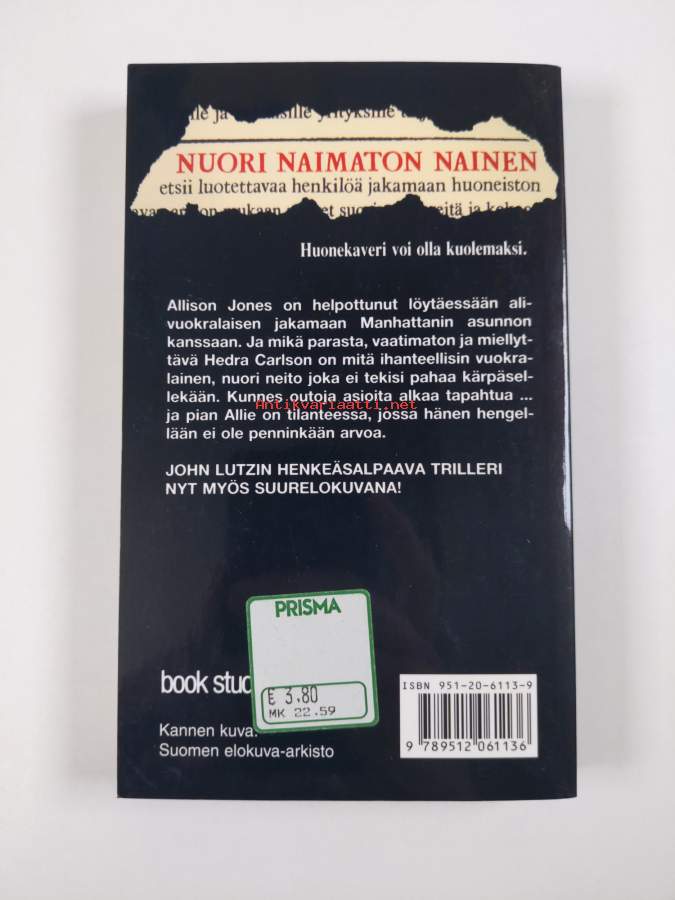 NUORI NAIMATON NAINEN
etsii luotettavaa henkilöä jakamaan huoneiston
Huonekaveri voi olla kuolemaksi.
Allison Jones on helpottunut löytäessään ali-
vuokralaisen jakamaan Manhattanin asunnon
kanssaan. Ja mikä parasta, vaatimaton ja miellyt-
tävä Hedra Carlson on mitä ihanteellisin vuokra-
lainen, nuori neito joka ei tekisi pahaa kärpäsel-
lekään. Kunnes outoja asioita alkaa tapahtua ...
Antikvariaatti.net
ja pian Allie on tilanteessa, jossa hänen hengel-
lään ei ole penninkään arvoa.
JOHN LUTZIN HENKEÄSALPAAVA TRILLERI
NYT MYÖS SUURELOKUVANA!
PRISMA
book stud
€ 3.80
MK 22.59
Kannen kuva:
Suomen elokuva-arkisto
ISBN 951-20-6113-9
9 789512 061136